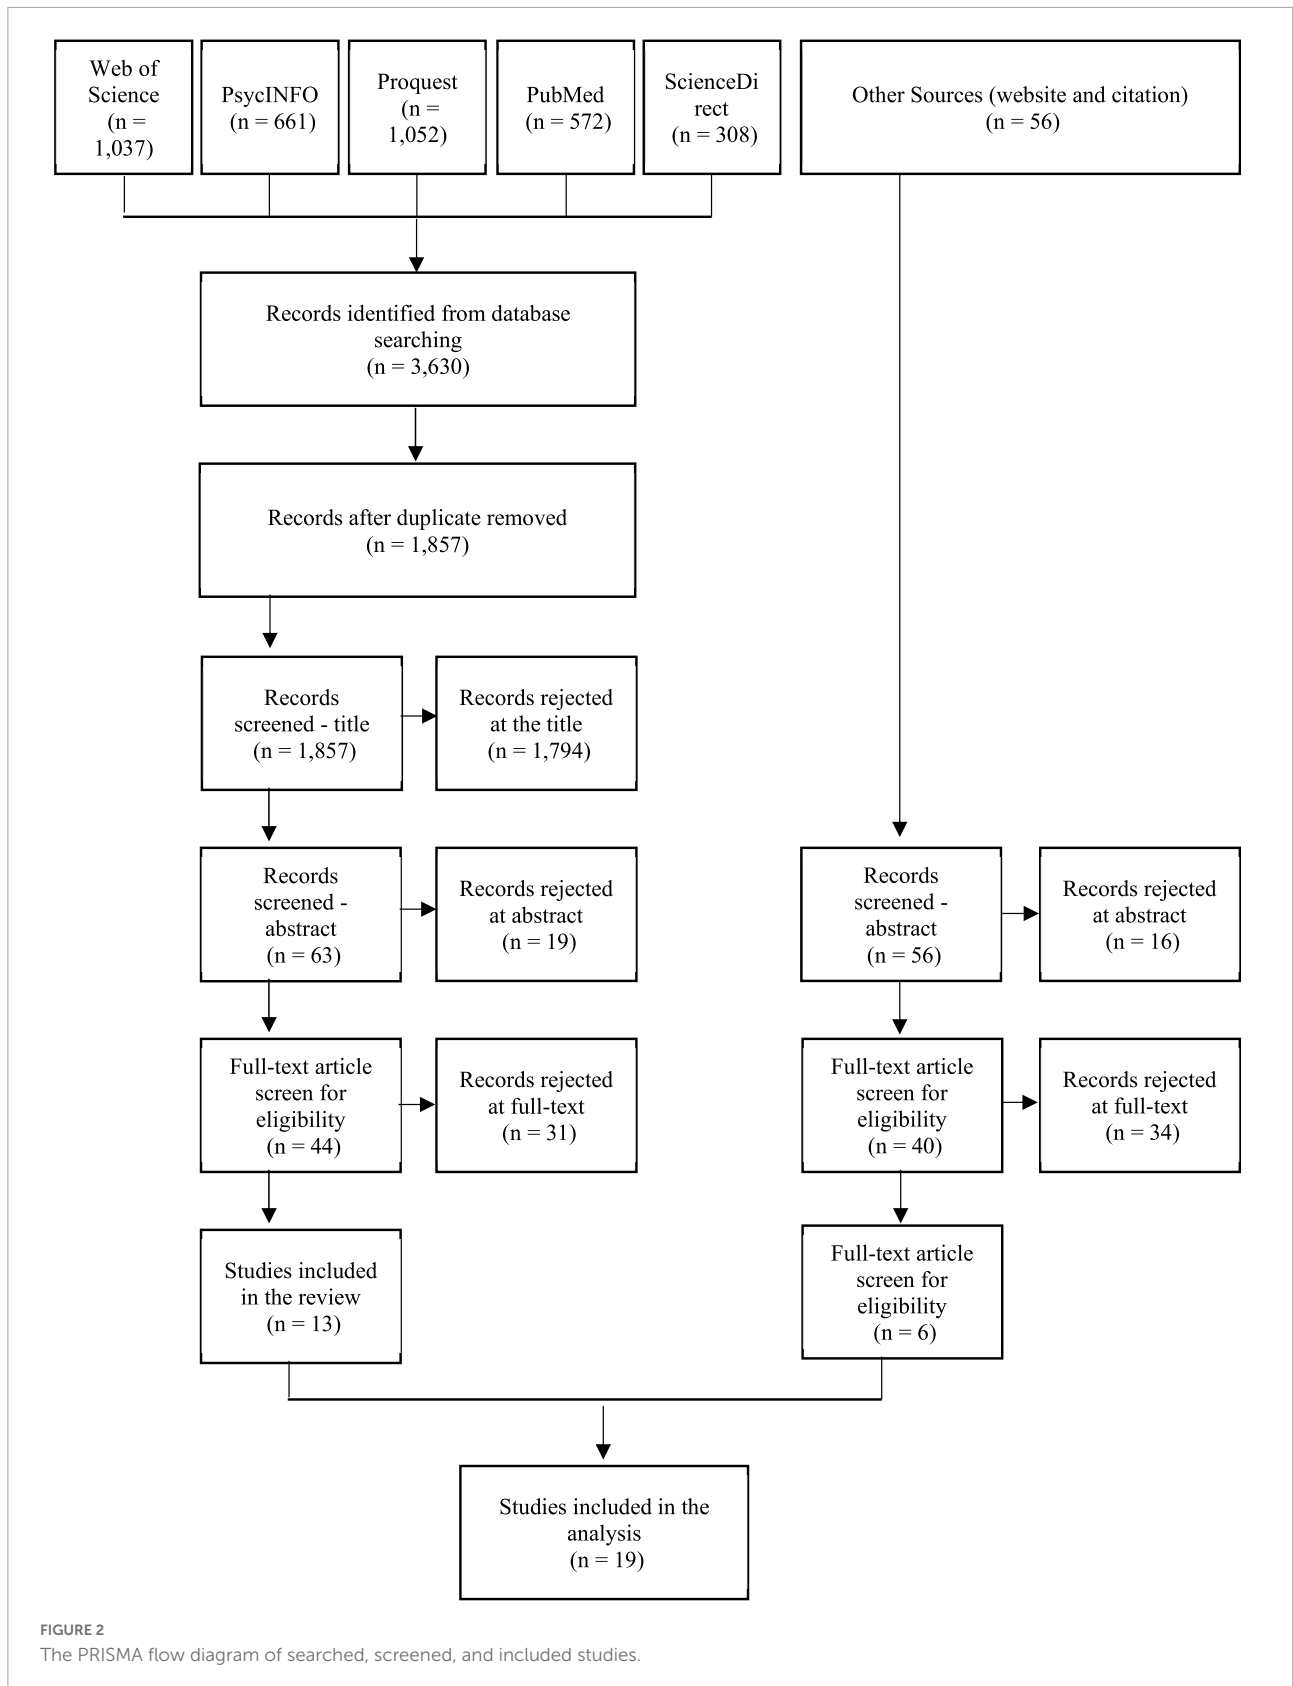 Web of
Science
(n =
1,037)
PsycINFO
(n = 661)
Proquest
(n =
1,052)
PubMed
(n = 572)
ScienceDi
rect
(n = 308)
Other Sources (website and citation)
(n = 56)
Records identified from database
searching
(n = 3,630)
Records after duplicate removed
(n = 1,857)
Records
screened - title
(n = 1,857)
Records rejected
at the title
(n = 1,794)
Records
screened -
abstract
(n = 63)
Records rejected
at abstract
(n = 19)
Records
screened -
abstract
(n = 56)
Records rejected
at abstract
(n = 16)
Full-text article
screen for
eligibility
(n = 44)
Records rejected
at full-text
(n = 31)
Full-text article
screen for
eligibility
(n = 40)
Records rejected
at full-text
(n = 34)
Studies included
in the review
(n = 13)
Full-text article
screen for
eligibility
(n = 6)
Studies included in the
analysis
(n = 19)
FIGURE 2
The PRISMA flow diagram of searched, screened, and included studies.